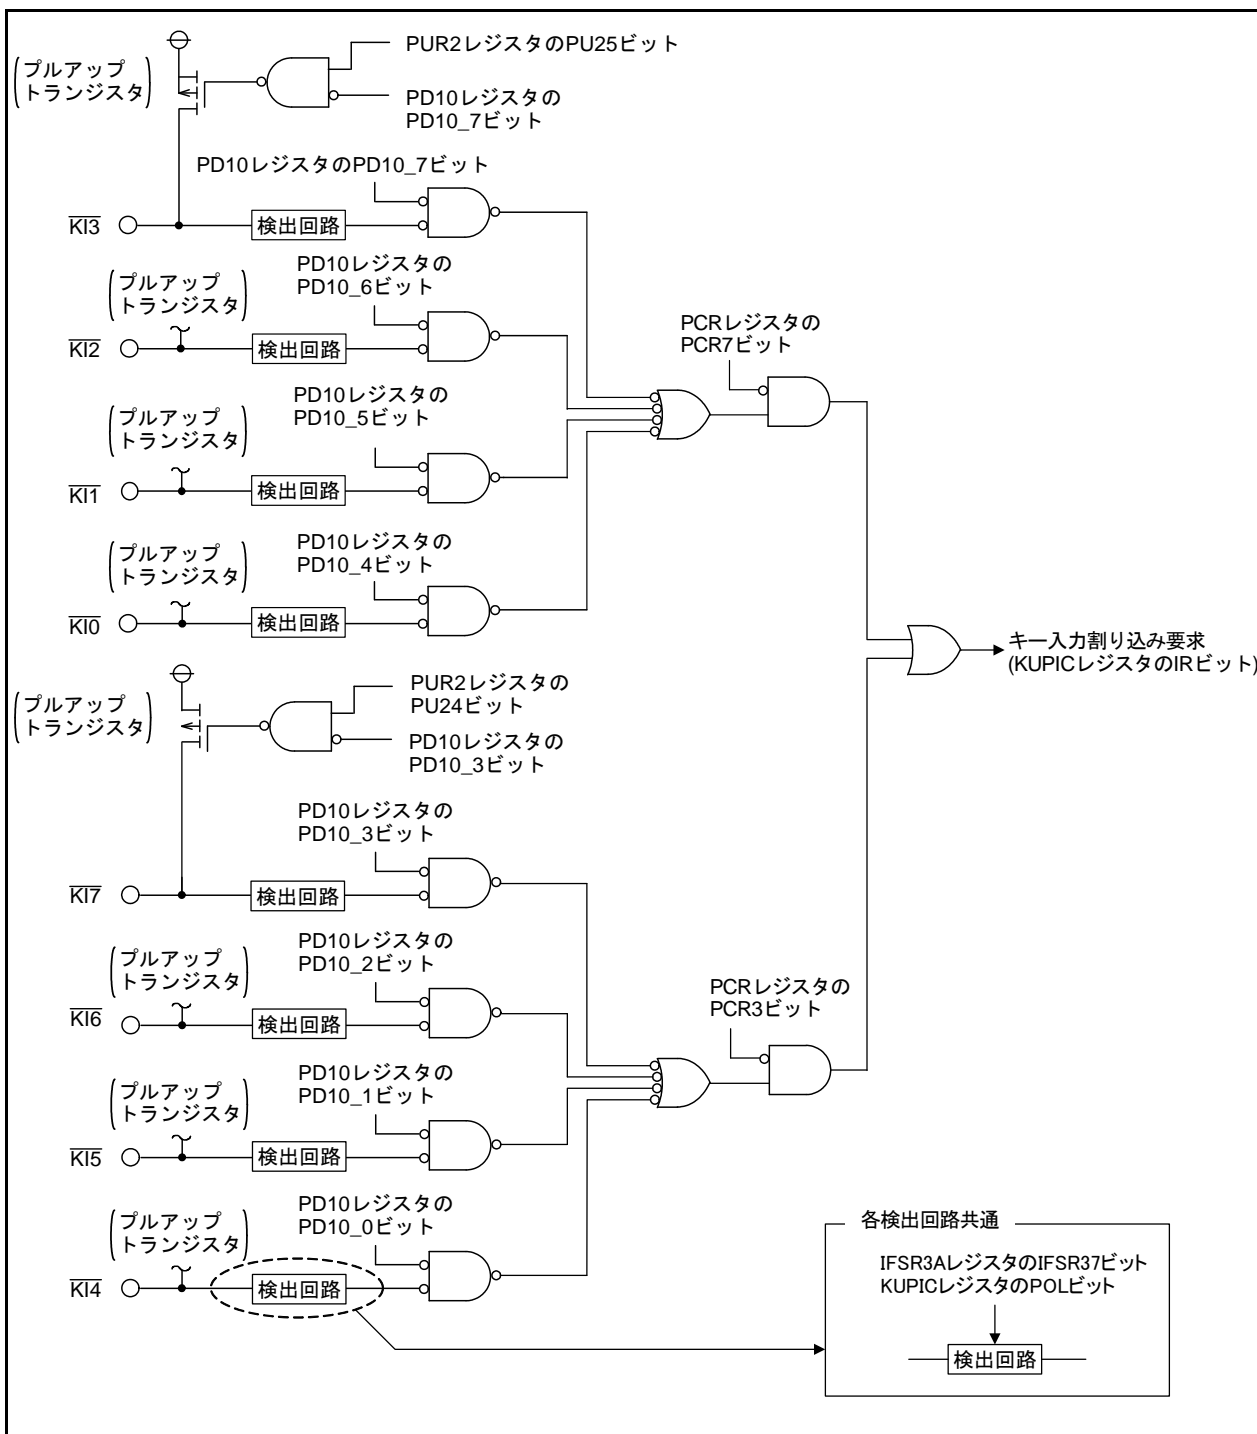 PUR2レジスタのPU25ビット
(プルアップ
トランジスタ)
PD10レジスタの
PD10_7ビット
PD10レジスタのPD10_7ビット
KI3
検出回路
PD10レジスタの
PD10_6ビット
(プルアップ
トランジスタ)
KI2
検出回路
PCRレジスタの
PCR7ビット
PD10レジスタの
PD10_5ビット
(プルアップ
トランジスタ)
KI1
検出回路
PD10レジスタの
PD10_4ビット
(プルアップ
トランジスタ)
KI0
検出回路
キー入力割り込み要求
(KUPICレジスタのIRビット)
(プルアップ
トランジスタ)
PUR2レジスタの
PU24ビット
PD10レジスタの
PD10_3ビット
PD10レジスタの
PD10_3ビット
KI7
検出回路
PD10レジスタの
PD10_2ビット
(プルアップ
トランジスタ)
KI6
検出回路
PCRレジスタの
PCR3ビット
PD10レジスタの
PD10_1ビット
(プルアップ
トランジスタ)
KI5
検出回路
PD10レジスタの
PD10_0ビット
(プルアップ
トランジスタ)
KI4
検出回路
各検出回路共通
IFSR3AレジスタのIFSR37ビット
KUPICレジスタのPOLビット
検出回路